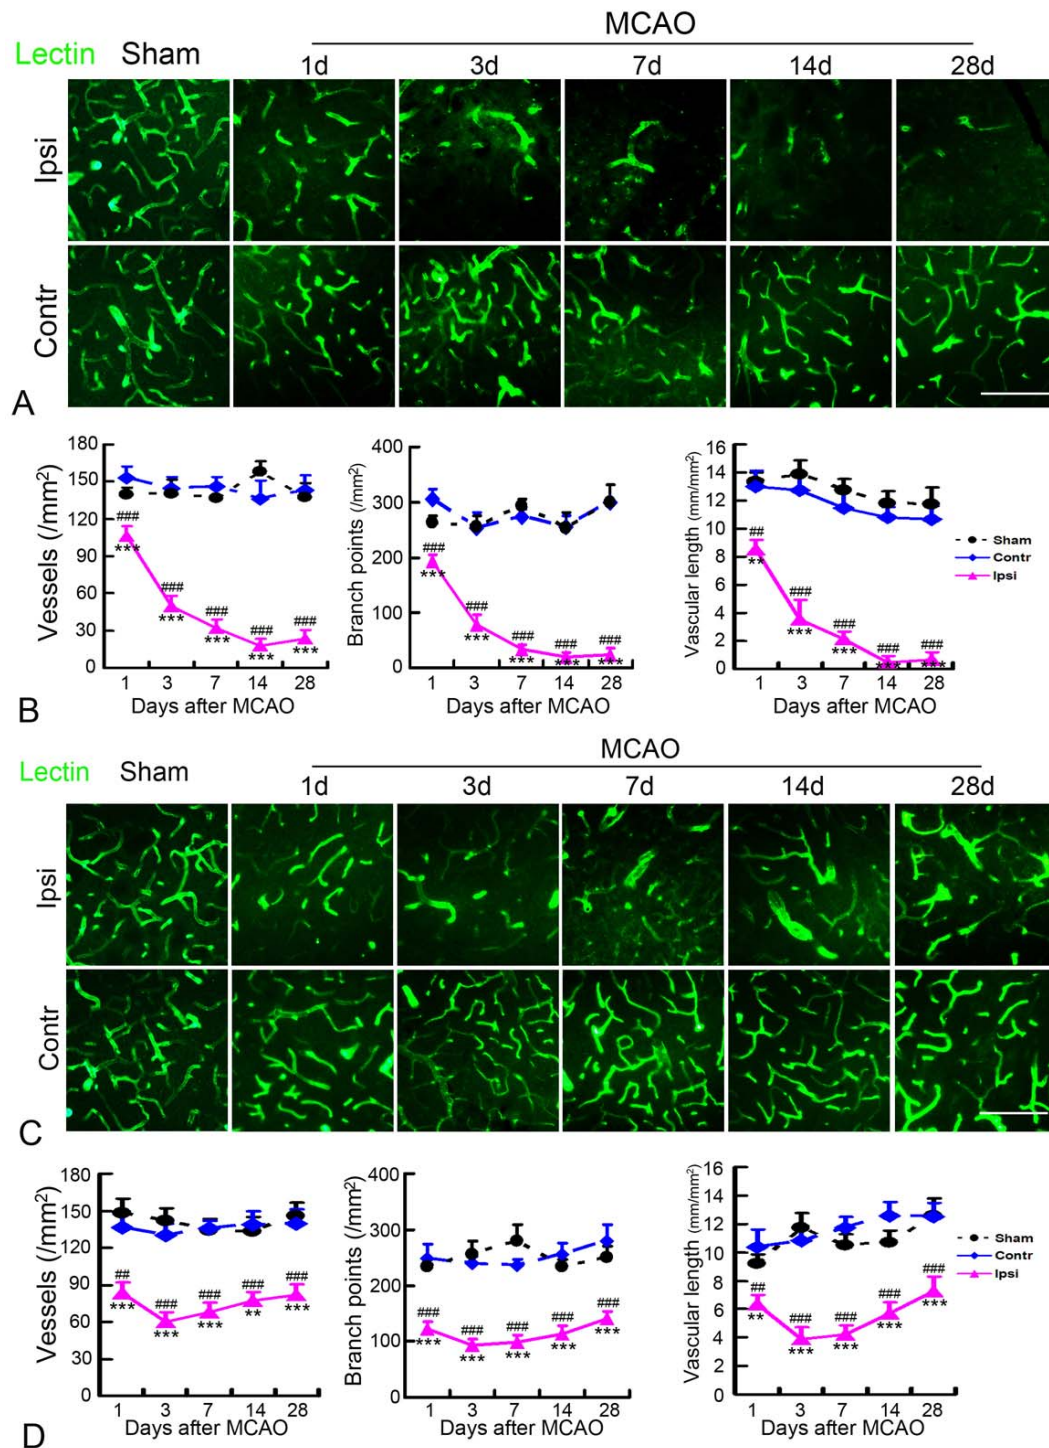 MCAO
Lectin Sham 1d 3d 7d 14d 28d
Ipsi
Contr
A
Vessels (/mm²)
180
150
120
90
60
30
0
### ### ### ### ###
*** *** *** *** ***
1 3 7 14 28
Days after MCAO
Branch points (/mm²)
400
300
200
100
0
### ### ### ### ###
*** *** *** *** ***
1 3 7 14 28
Days after MCAO
Vascular length (mm/mm²)
16
14
12
10
8
6
4
2
0
## ### ### ### ###
** *** *** *** ***
1 3 7 14 28
Days after MCAO
Sham
Contr
Ipsi
B
MCAO
Lectin Sham 1d 3d 7d 14d 28d
Ipsi
Contr
C
Vessels (/mm²)
180
150
120
90
60
30
0
## ### ### ### ###
*** *** *** ** ***
1 3 7 14 28
Days after MCAO
Branch points (/mm²)
400
300
200
100
0
### ### ### ### ###
*** *** *** *** ***
1 3 7 14 28
Days after MCAO
Vascular length (mm/mm²)
16
14
12
10
8
6
4
2
0
## ### ### ### ###
** *** *** *** ***
1 3 7 14 28
Days after MCAO
Sham
Contr
Ipsi
D